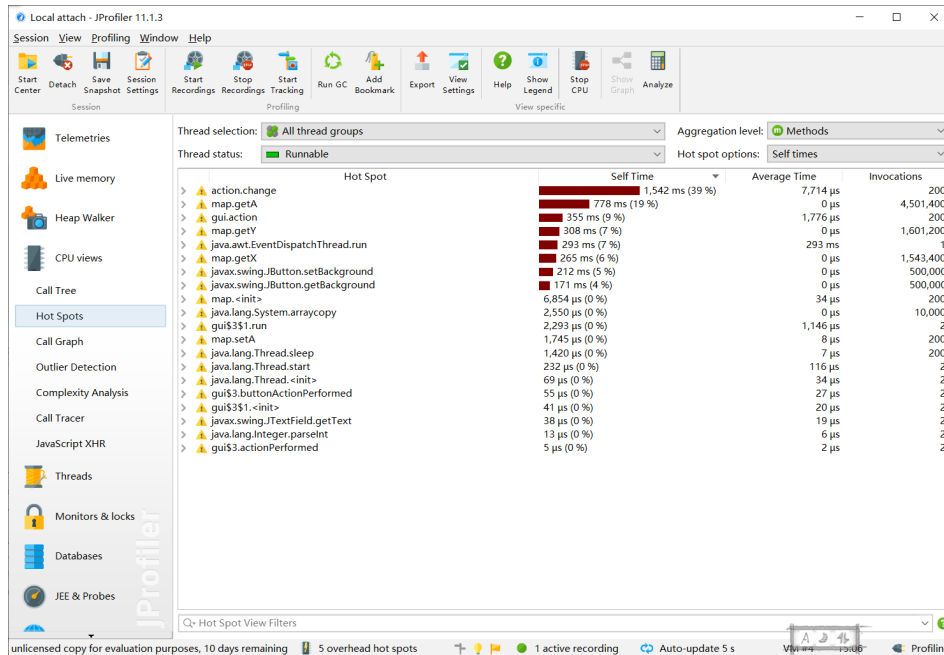 Local attach - JProfiler 11.1.3
Session View Profiling Window Help
Start Center
Detach
Save Snapshot
Session Settings
Start Recordings
Stop Recordings
Start Tracking
Run GC
Add Bookmark
Export
View Settings
Help
Show Legend
Stop CPU
Show Graph
Analyze
Session
Profiling
View specific
Telemetries
Live memory
Heap Walker
CPU views
Call Tree
Hot Spots
Call Graph
Outlier Detection
Complexity Analysis
Call Tracer
JavaScript XHR
Threads
Monitors & locks
Databases
JEE & Probes
JProfiler
Thread selection: All thread groups Aggregation level: Methods
Thread status: Runnable Hot spot options: Self times
Hot Spot Self Time Average Time Invocations
action.change 1,542 ms (39 %) 7,714 µs 200
map.getA 778 ms (19 %) 0 µs 4,501,400
gui.action 355 ms (9 %) 1,776 µs 200
map.getY 308 ms (7 %) 0 µs 1,601,200
java.awt.EventDispatchThread.run 293 ms (7 %) 293 ms 1
map.getX 265 ms (6 %) 0 µs 1,543,400
javax.swing.JButton.setBackground 212 ms (5 %) 0 µs 500,000
javax.swing.JButton.getBackground 171 ms (4 %) 0 µs 500,000
map.<init> 6,854 µs (0 %) 34 µs 200
java.lang.System.arraycopy 2,550 µs (0 %) 0 µs 10,000
gui$3$1.run 2,293 µs (0 %) 1,146 µs 2
map.setA 1,745 µs (0 %) 8 µs 200
java.lang.Thread.sleep 1,420 µs (0 %) 7 µs 200
java.lang.Thread.start 232 µs (0 %) 116 µs 2
java.lang.Thread.<init> 69 µs (0 %) 34 µs 2
gui$3.buttonActionPerformed 55 µs (0 %) 27 µs 2
gui$3$1.<init> 41 µs (0 %) 20 µs 2
javax.swing.JTextField.getText 38 µs (0 %) 19 µs 2
java.lang.Integer.parseInt 13 µs (0 %) 6 µs 2
gui$3.actionPerformed 5 µs (0 %) 2 µs 2
Hot Spot View Filters
unlicensed copy for evaluation purposes, 10 days remaining 5 overhead hot spots 1 active recording Auto-update 5 s VM #4 15:06 Profilin